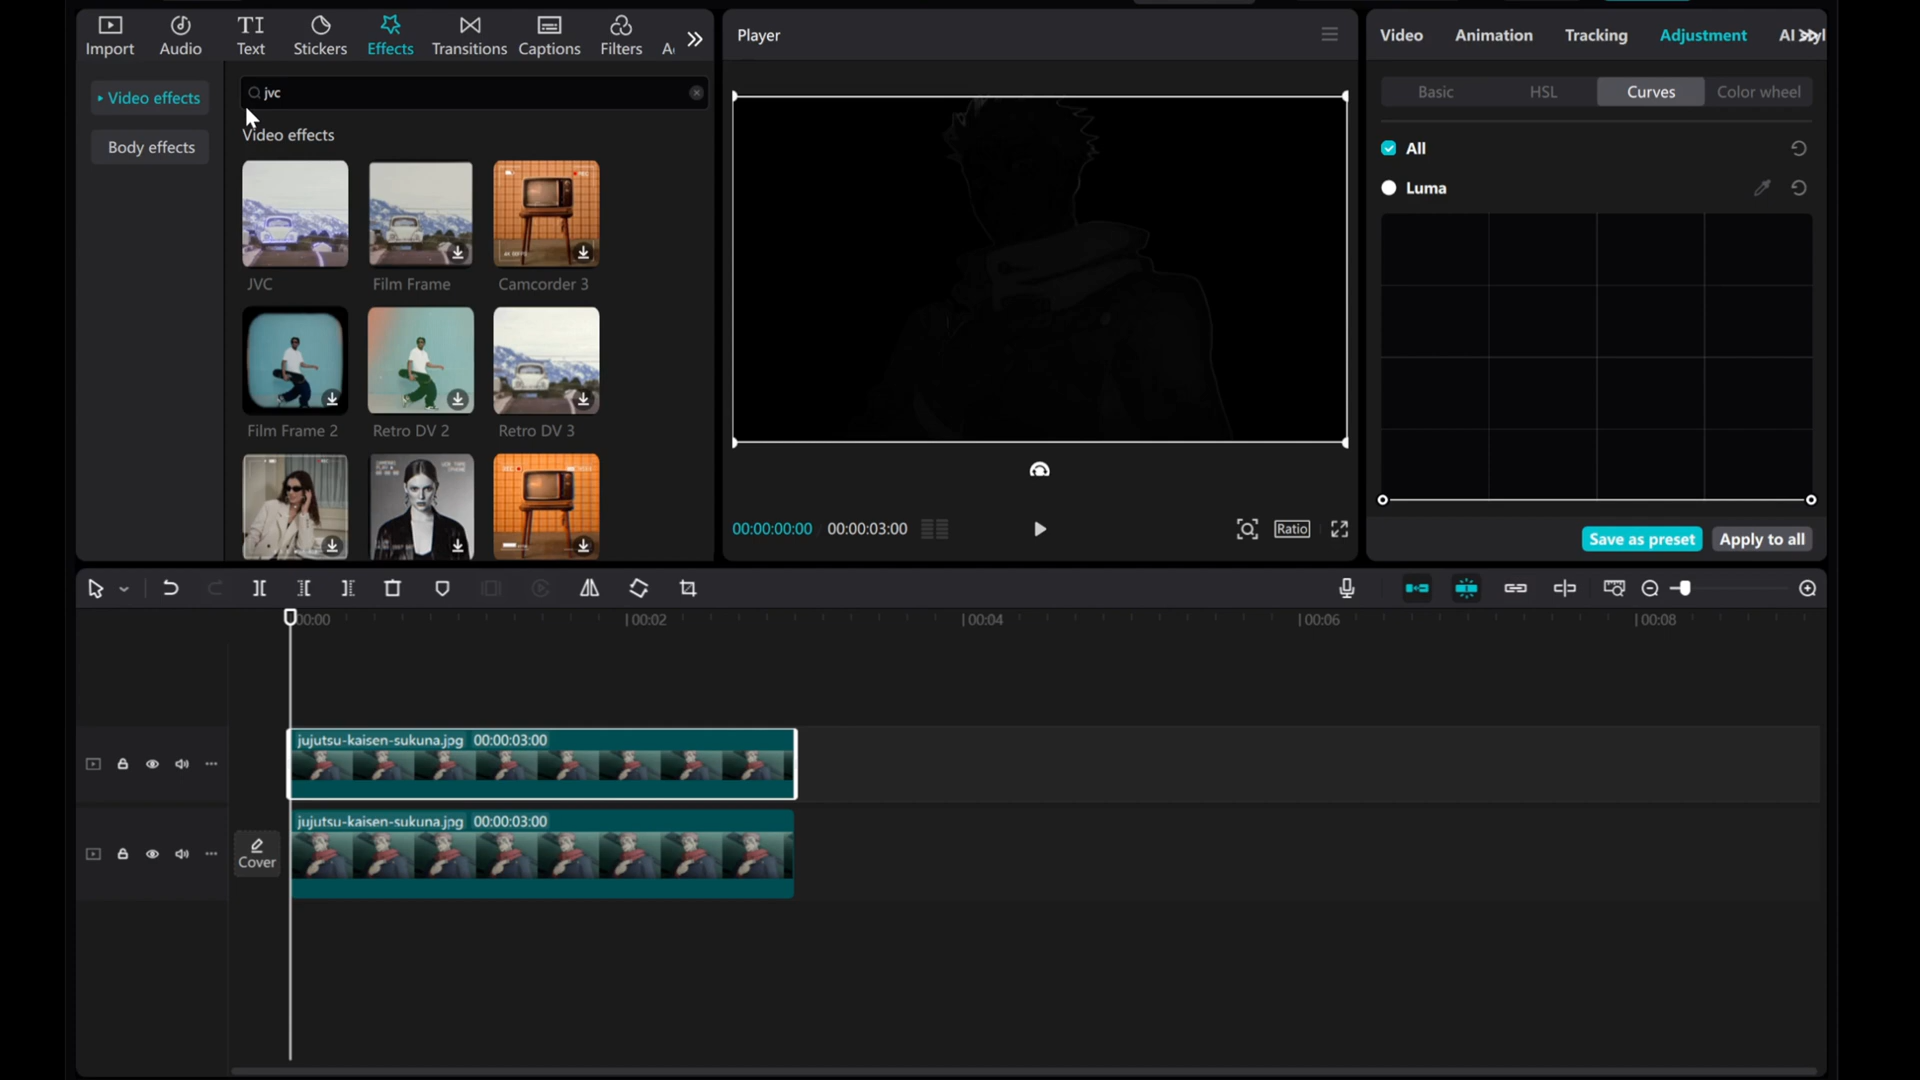 Import
Audio
Text
Stickers
Effects
Transitions
Captions
Filters
Video effects
Body effects
jvc
Video effects
JVC
Film Frame
Camcorder 3
Film Frame 2
Retro DV 2
Retro DV 3
Player
00:00:00:00
00:00:03:00
Ratio
Video
Animation
Tracking
Adjustment
Basic
HSL
Curves
Color wheel
All
Luma
Save as preset
Apply to all
00:00
00:02
00:04
00:06
00:08
jujutsu-kaisen-sukuna.jpg 00:00:03:00
jujutsu-kaisen-sukuna.jpg 00:00:03:00
Cover